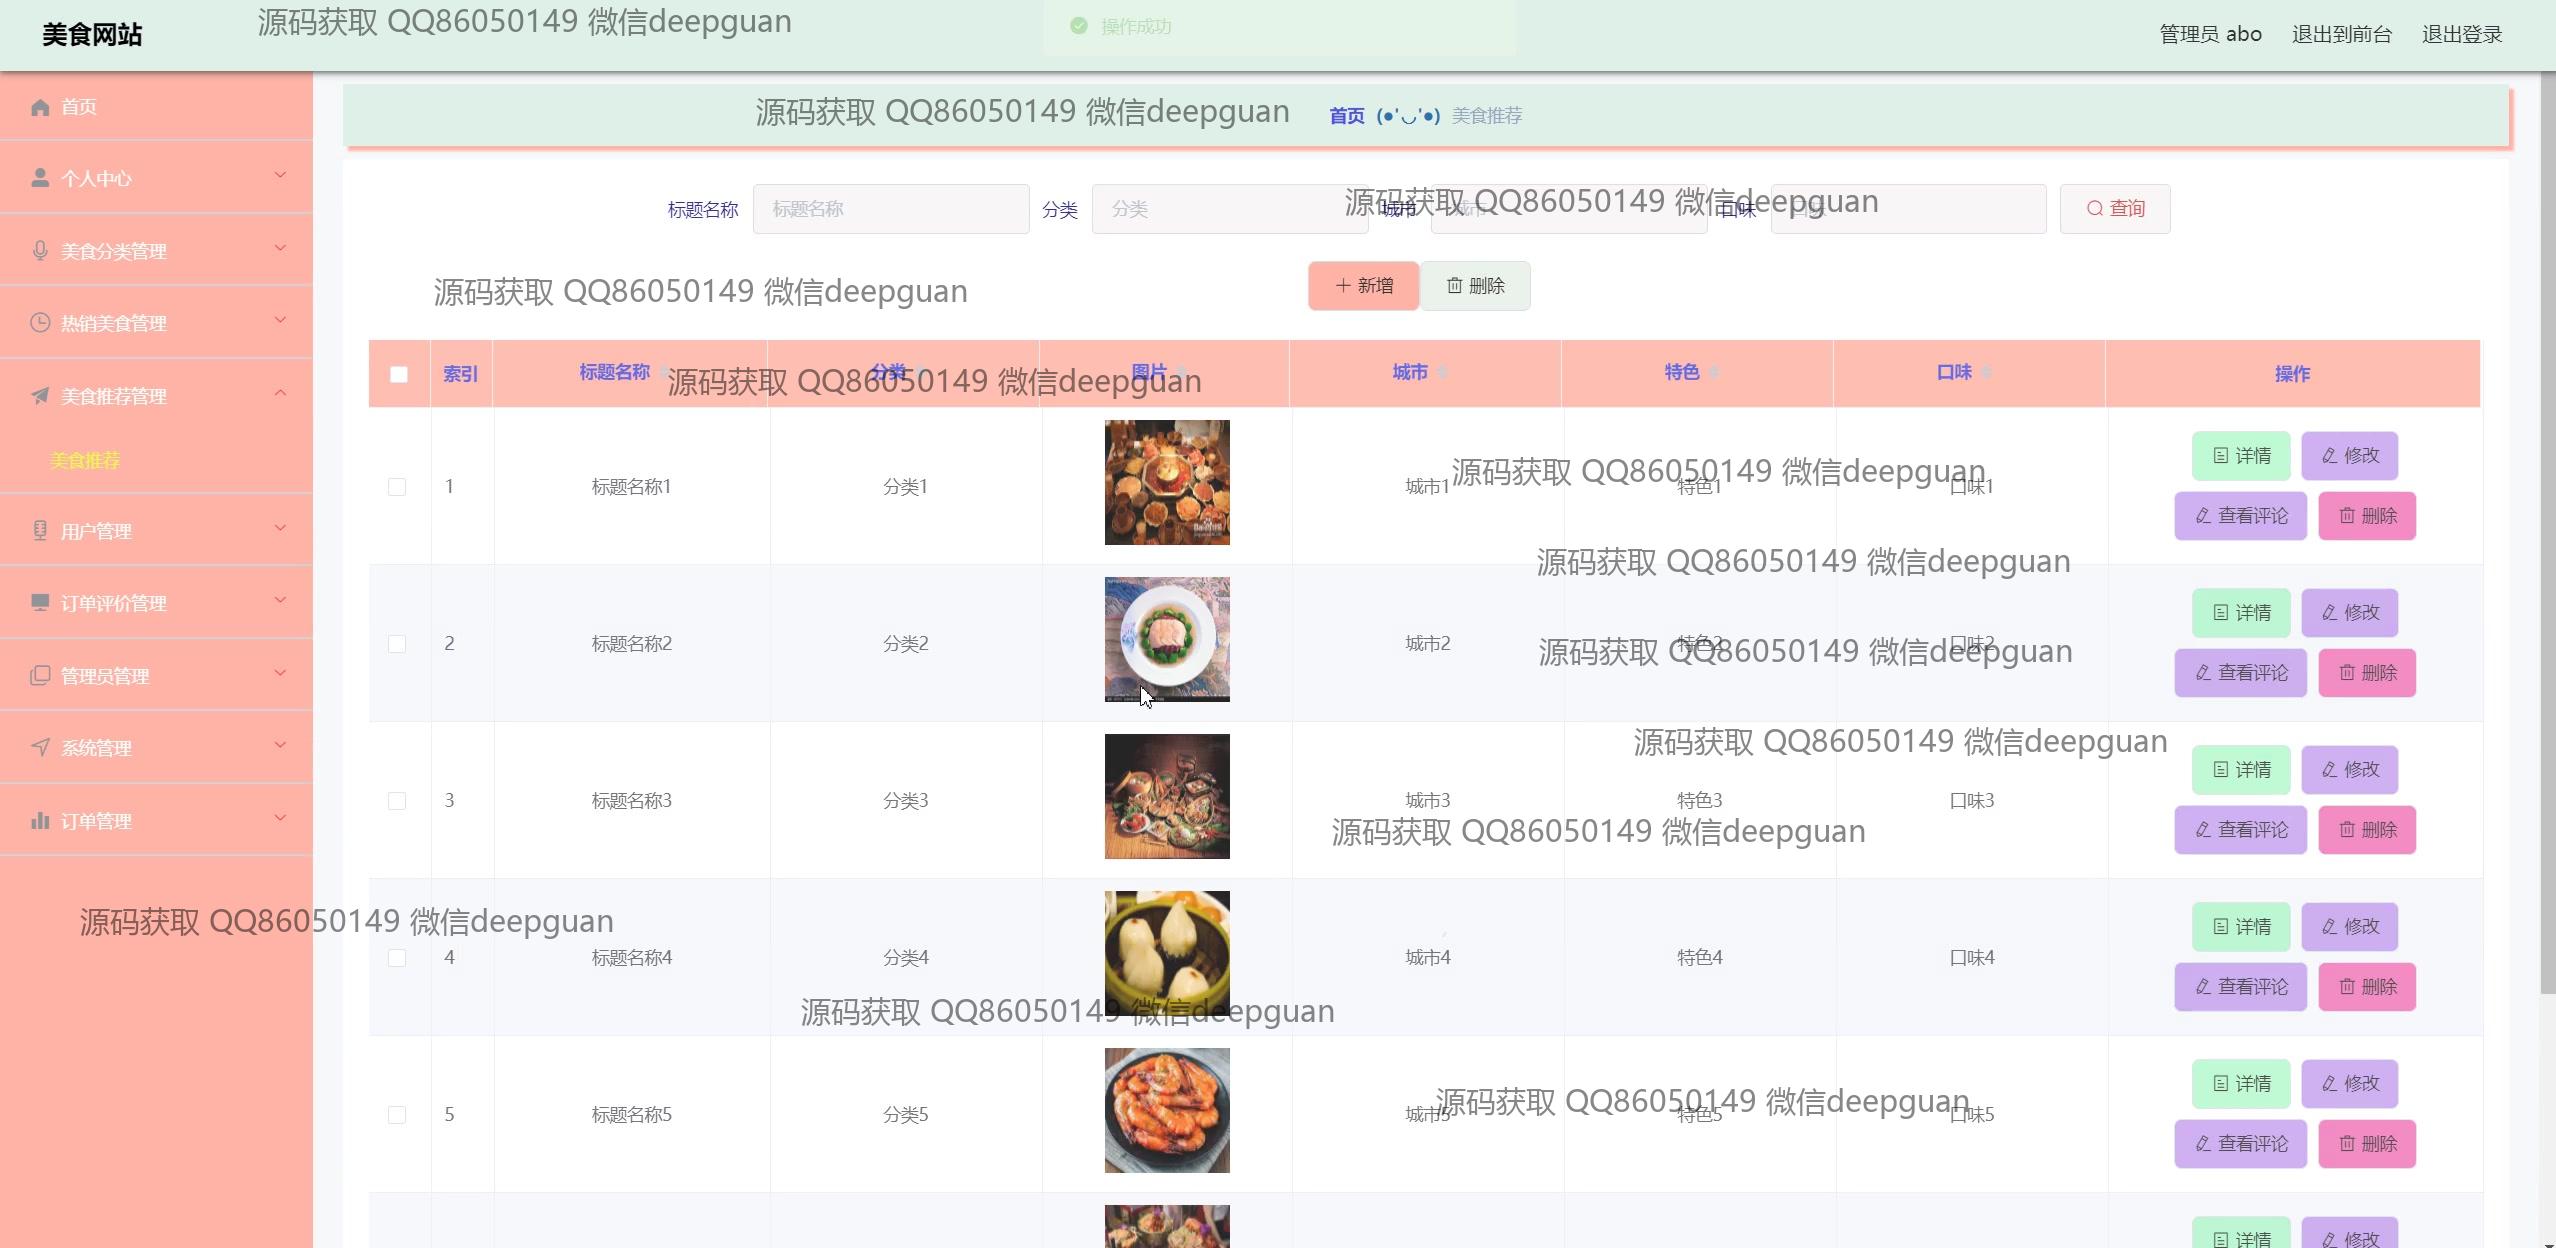 美食网站
源码获取 QQ86050149 微信deepguan
操作成功
管理员 abo
退出到前台
退出登录
首页
个人中心
美食分类管理
热销美食管理
美食推荐管理
美食推荐
用户管理
订单评价管理
管理员管理
系统管理
订单管理
源码获取 QQ86050149 微信deepguan
首页 (●'◡'●) 美食推荐
标题名称 标题名称 分类 分类 城市 城市 口味 口味 查询
源码获取 QQ86050149 微信deepguan
源码获取 QQ86050149 微信deepguan
新增 删除
索引 标题名称 分类 图片 城市 特色 口味 操作
源码获取 QQ86050149 微信deepguan
1 标题名称1 分类1 城市1 特色1 口味1
详情 修改
查看评论 删除
源码获取 QQ86050149 微信deepguan
源码获取 QQ86050149 微信deepguan
2 标题名称2 分类2 城市2 特色2 口味2
详情 修改
查看评论 删除
源码获取 QQ86050149 微信deepguan
源码获取 QQ86050149 微信deepguan
3 标题名称3 分类3 城市3 特色3 口味3
详情 修改
查看评论 删除
源码获取 QQ86050149 微信deepguan
源码获取 QQ86050149 微信deepguan
4 标题名称4 分类4 城市4 特色4 口味4
详情 修改
查看评论 删除
源码获取 QQ86050149 微信deepguan
5 标题名称5 分类5 城市5 特色5 口味5
详情 修改
查看评论 删除
源码获取 QQ86050149 微信deepguan
详情 修改